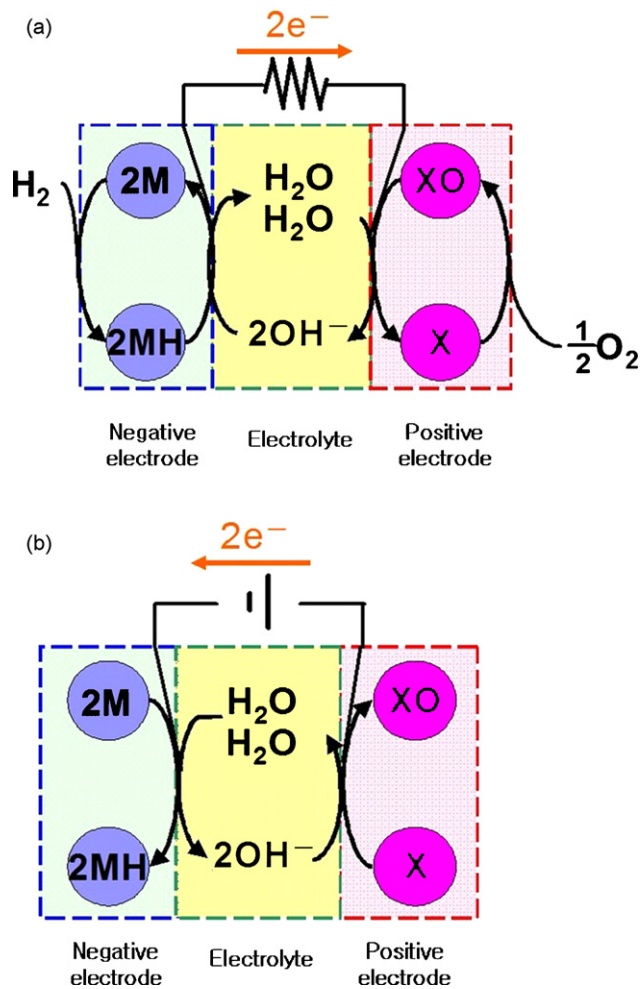 (a)
2e⁻
H₂
2M
H₂O
H₂O
XO
2MH
2OH⁻
X
½O₂
Negative electrode
Electrolyte
Positive electrode
(b)
2e⁻
2M
H₂O
H₂O
XO
2MH
2OH⁻
X
Negative electrode
Electrolyte
Positive electrode